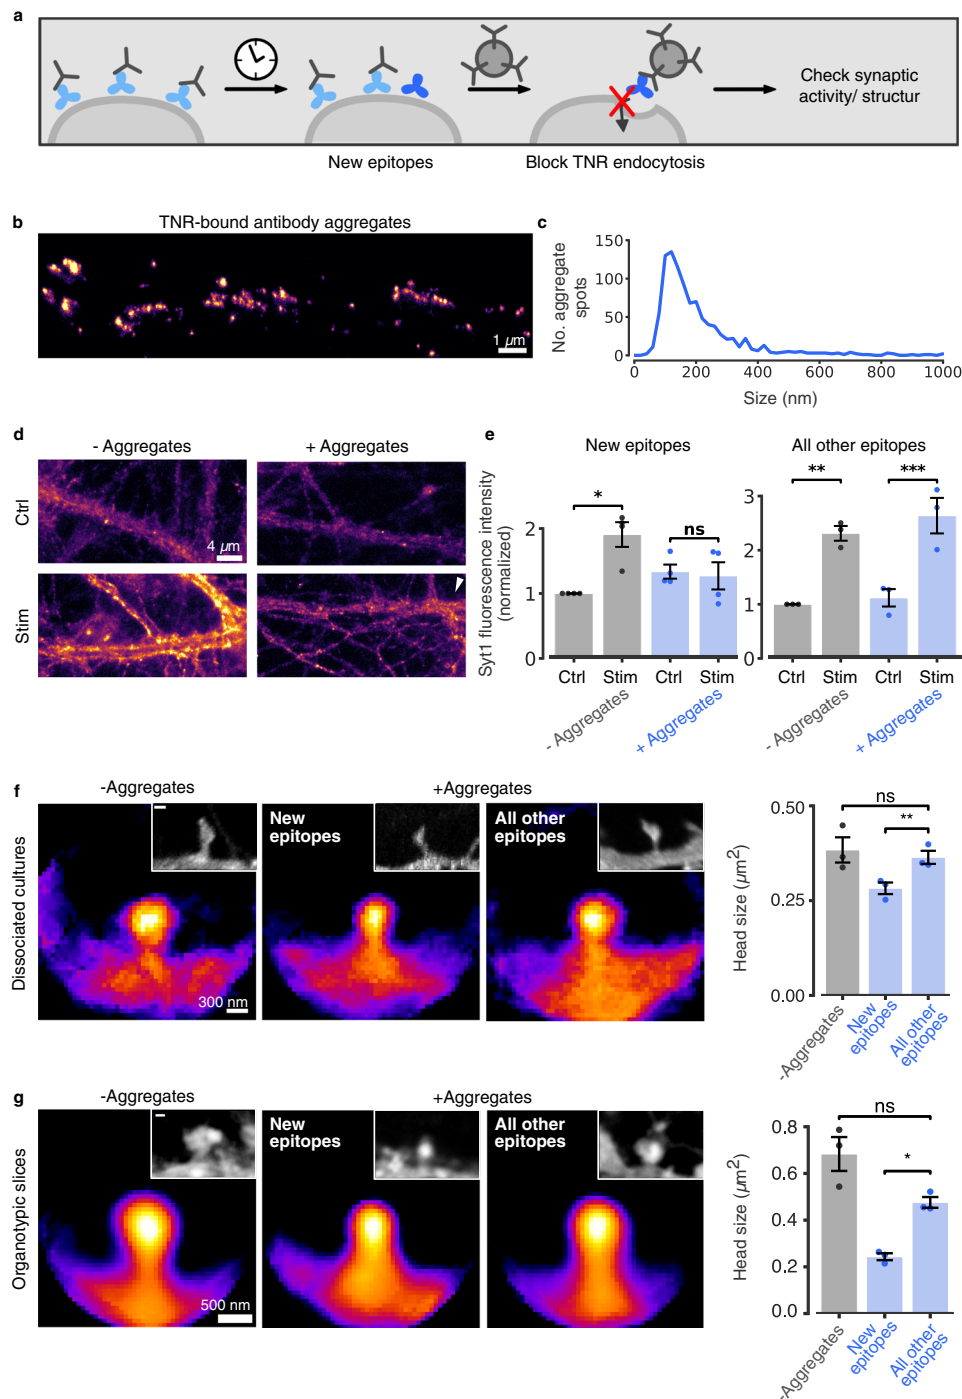 a
New epitopes
Block TNR endocytosis
Check synaptic
activity/ structur
b
TNR-bound antibody aggregates
1 µm
c
No. aggregate
spots
150
100
50
0
0
200
400
600
800
1000
Size (nm)
d
- Aggregates
+ Aggregates
Ctrl
Stim
4 µm
e
New epitopes
All other epitopes
Syt1 fluorescence intensity
(normalized)
2
1
0
*
ns
Ctrl
Stim
Ctrl
Stim
- Aggregates
+ Aggregates
3
2
1
0
**
***
Ctrl
Stim
Ctrl
Stim
- Aggregates
+ Aggregates
f
-Aggregates
+Aggregates
Dissociated cultures
300 nm
New
epitopes
All other
epitopes
Head size (µm²)
0.50
0.25
0.00
ns
**
-Aggregates
New
epitopes
All other
epitopes
g
-Aggregates
+Aggregates
Organotypic slices
500 nm
New
epitopes
All other
epitopes
Head size (µm²)
0.8
0.6
0.4
0.2
0.0
ns
*
-Aggregates
New
epitopes
All other
epitopes